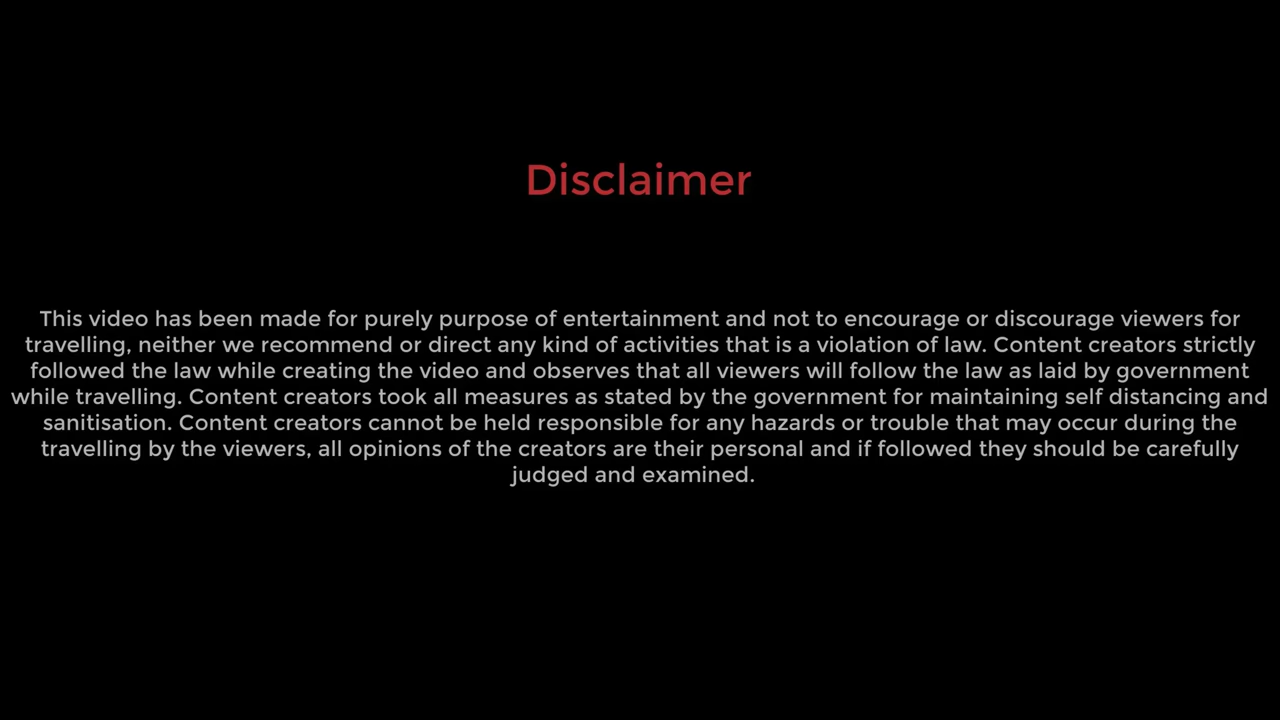 Disclaimer
This video has been made for purely purpose of entertainment and not to encourage or discourage viewers for
travelling, neither we recommend or direct any kind of activities that is a violation of law. Content creators strictly
followed the law while creating the video and observes that all viewers will follow the law as laid by government
while travelling. Content creators took all measures as stated by the government for maintaining self distancing and
sanitisation. Content creators cannot be held responsible for any hazards or trouble that may occur during the
travelling by the viewers, all opinions of the creators are their personal and if followed they should be carefully
judged and examined.